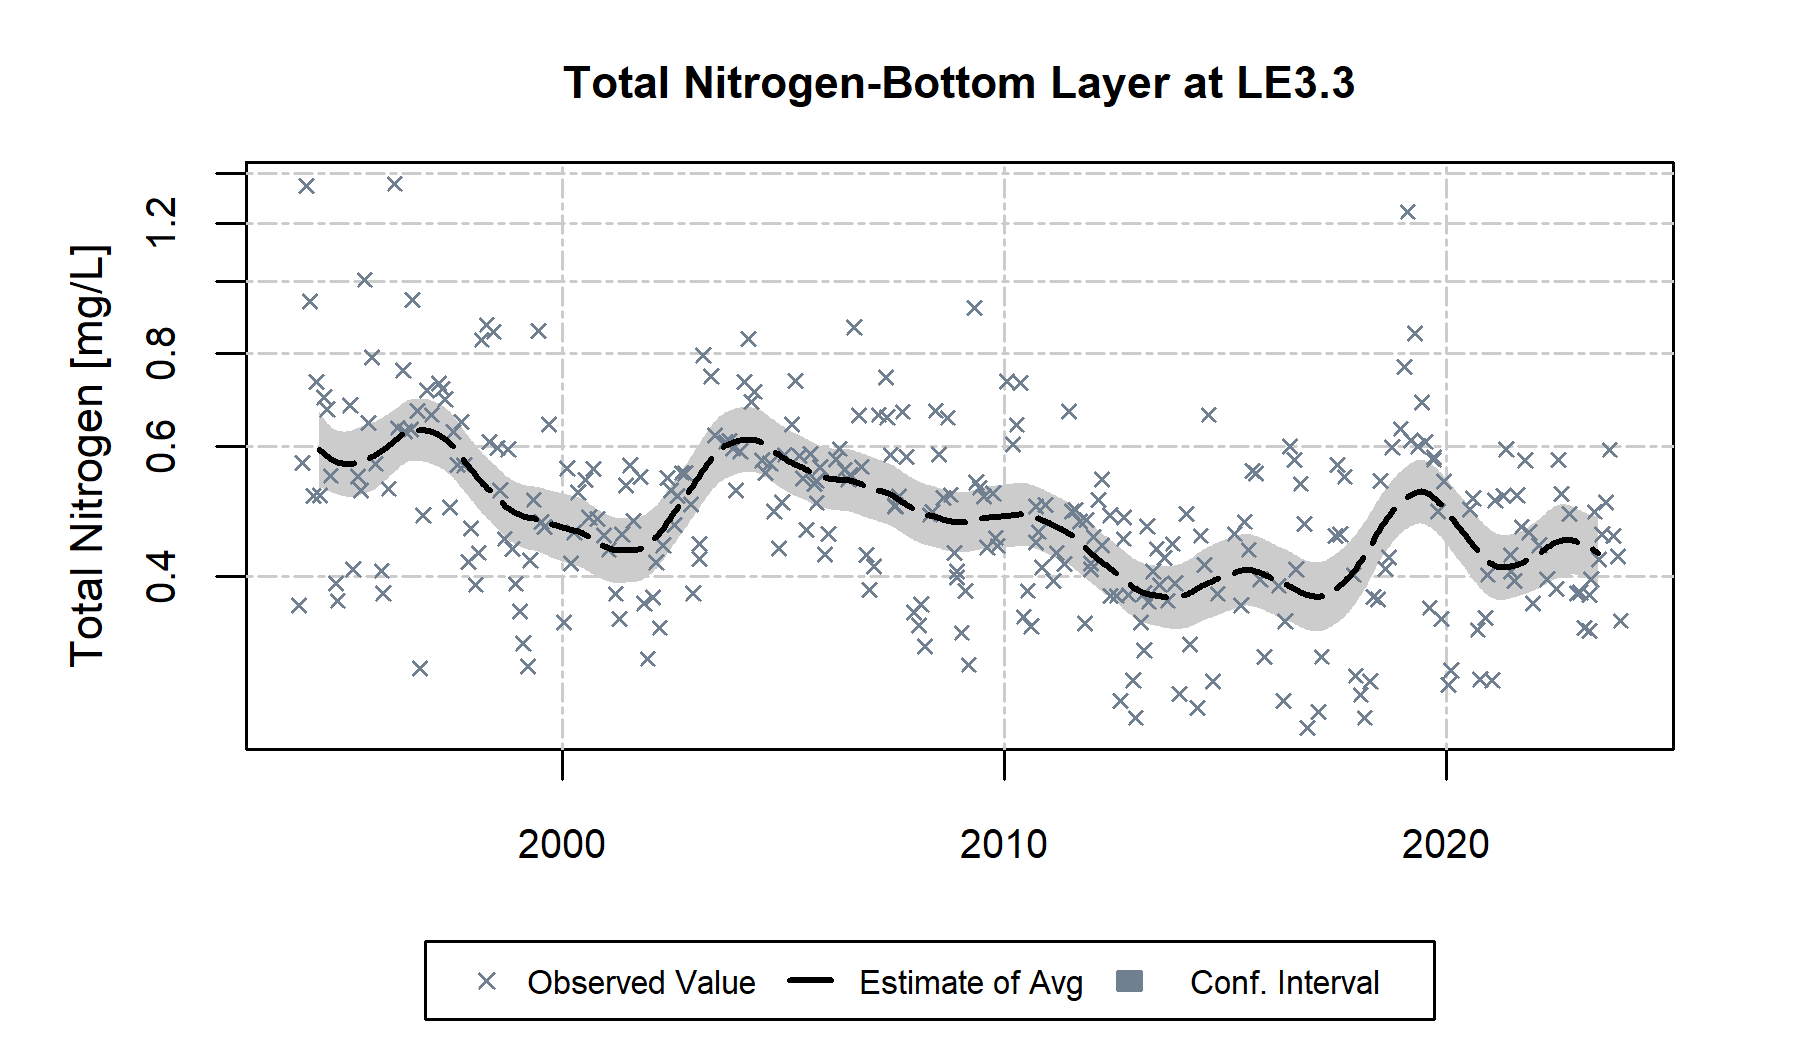 Total Nitrogen-Bottom Layer at LE3.3
Total Nitrogen [mg/L]
1.2
0.8
0.6
0.4
2000 2010 2020
Observed Value Estimate of Avg Conf. Interval